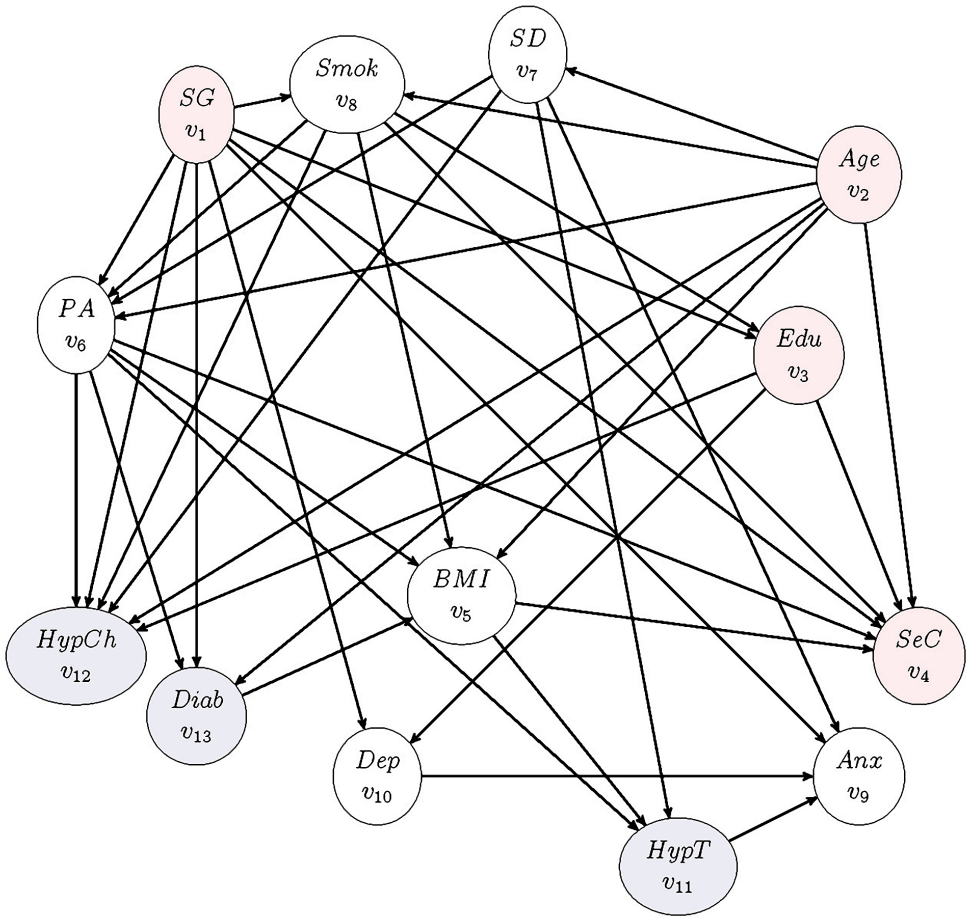 SD
v7
Smok
v8
SG
v1
Age
v2
PA
v6
Edu
v3
BMI
v5
HypCh
v12
SeC
v4
Diab
v13
Dep
v10
Anx
v9
HypT
v11